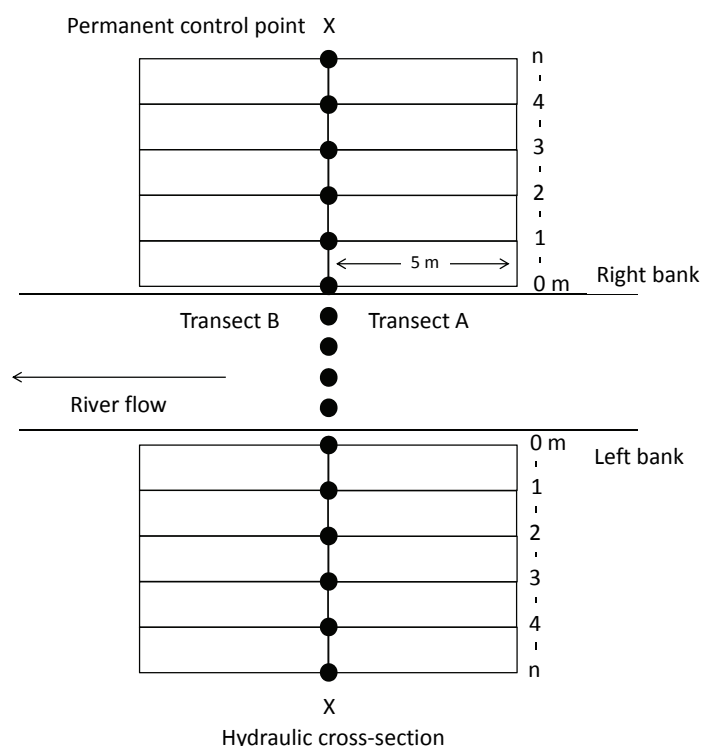 Permanent control point X
n
-
4
-
3
-
2
-
1
-
5 m
0 m
Right bank
Transect B
Transect A
River flow
0 m
Left bank
-
1
-
2
-
3
-
4
-
n
X
Hydraulic cross-section